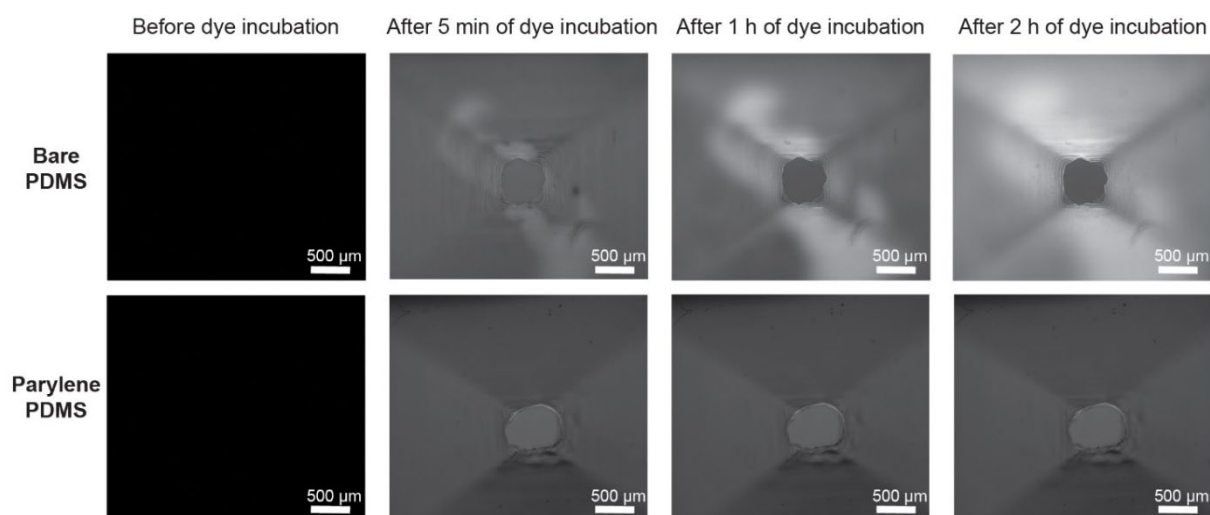 Before dye incubation
After 5 min of dye incubation
After 1 h of dye incubation
After 2 h of dye incubation
Bare
PDMS
500 µm
500 µm
500 µm
500 µm
Parylene
PDMS
500 µm
500 µm
500 µm
500 µm